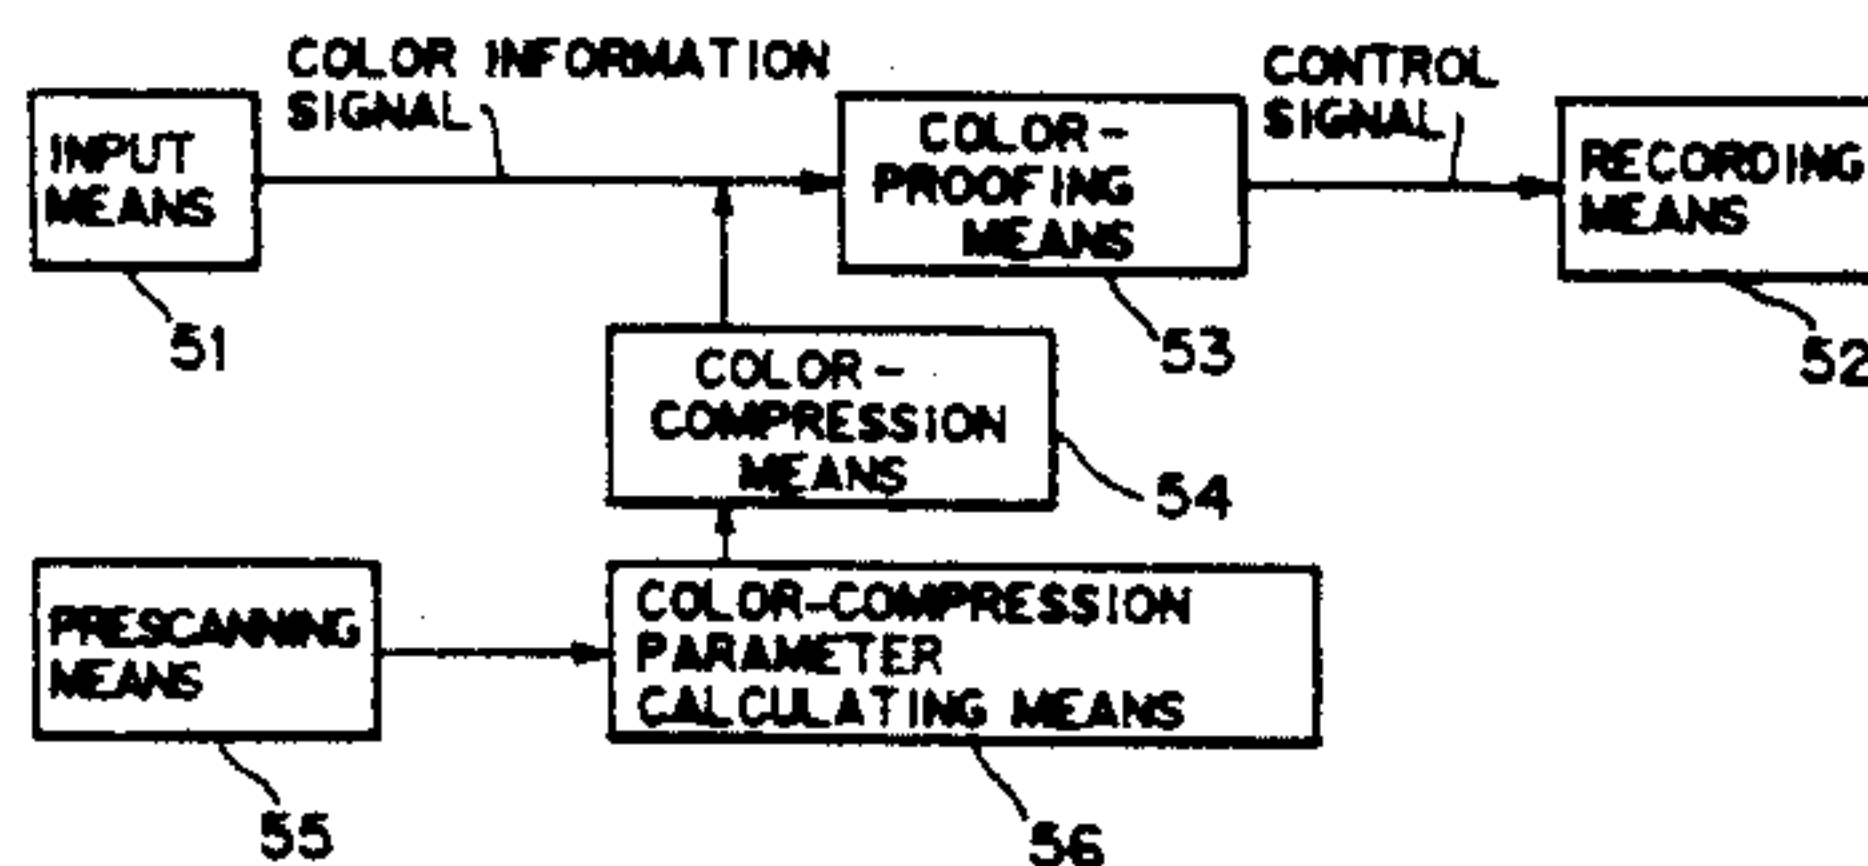 COLOR INFORMATION
SIGNAL
CONTROL
SIGNAL
INPUT
MEANS
COLOR-
PROOFING
MEANS
RECORDING
MEANS
51
53
52
COLOR-
COMPRESSION
MEANS
54
PRESCANNING
MEANS
COLOR-COMPRESSION
PARAMETER
CALCULATING MEANS
55
56